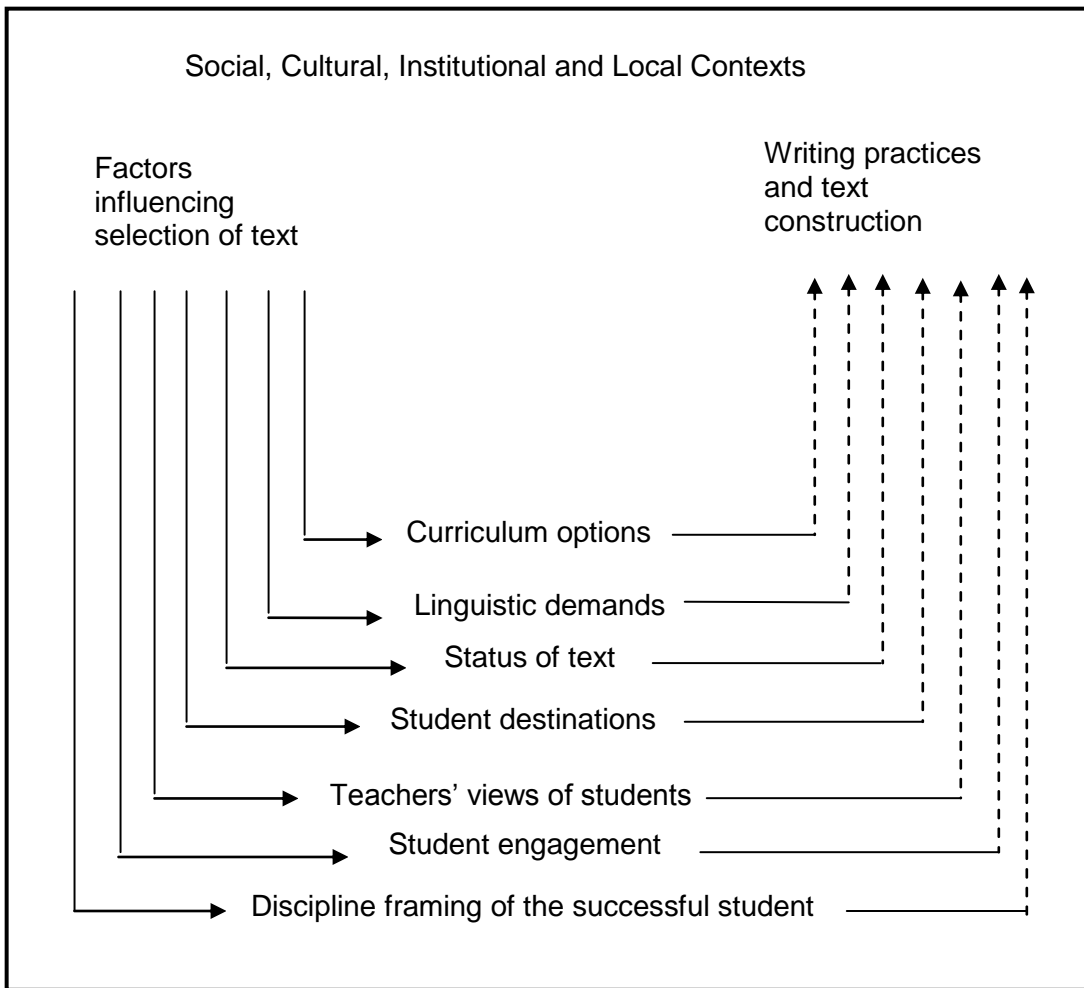 Social, Cultural, Institutional and Local Contexts
Factors
influencing
selection of text
Writing practices
and text
construction
Curriculum options
Linguistic demands
Status of text
Student destinations
Teachers’ views of students
Student engagement
Discipline framing of the successful student